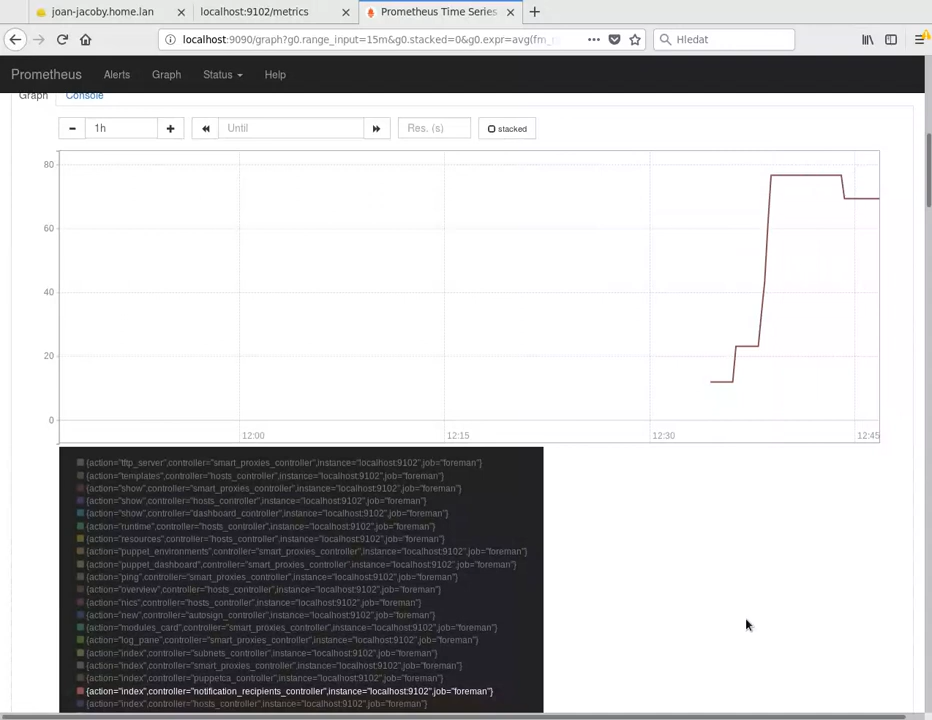 joan-jacoby.home.lan
localhost:9102/metrics
Prometheus Time Series
localhost:9090/graph?g0.range_input=15m&g0.stacked=0&g0.expr=avg(fm_r
Hledat
Prometheus Alerts Graph Status Help
Graph Console
1h Until Res. (s) stacked
80
60
40
20
0
12:00 12:15 12:30 12:45
{action="tftp_server",controller="smart_proxies_controller",instance="localhost:9102",job="foreman"}
{action="templates",controller="hosts_controller",instance="localhost:9102",job="foreman"}
{action="show",controller="smart_proxies_controller",instance="localhost:9102",job="foreman"}
{action="show",controller="hosts_controller",instance="localhost:9102",job="foreman"}
{action="show",controller="dashboard_controller",instance="localhost:9102",job="foreman"}
{action="runtime",controller="hosts_controller",instance="localhost:9102",job="foreman"}
{action="resources",controller="hosts_controller",instance="localhost:9102",job="foreman"}
{action="puppet_environments",controller="smart_proxies_controller",instance="localhost:9102",job="foreman"}
{action="puppet_dashboard",controller="smart_proxies_controller",instance="localhost:9102",job="foreman"}
{action="ping",controller="smart_proxies_controller",instance="localhost:9102",job="foreman"}
{action="overview",controller="hosts_controller",instance="localhost:9102",job="foreman"}
{action="nics",controller="hosts_controller",instance="localhost:9102",job="foreman"}
{action="new",controller="autosign_controller",instance="localhost:9102",job="foreman"}
{action="modules_card",controller="smart_proxies_controller",instance="localhost:9102",job="foreman"}
{action="log_pane",controller="smart_proxies_controller",instance="localhost:9102",job="foreman"}
{action="index",controller="subnets_controller",instance="localhost:9102",job="foreman"}
{action="index",controller="smart_proxies_controller",instance="localhost:9102",job="foreman"}
{action="index",controller="puppetca_controller",instance="localhost:9102",job="foreman"}
{action="index",controller="notification_recipients_controller",instance="localhost:9102",job="foreman"}
{action="index",controller="hosts_controller",instance="localhost:9102",job="foreman"}